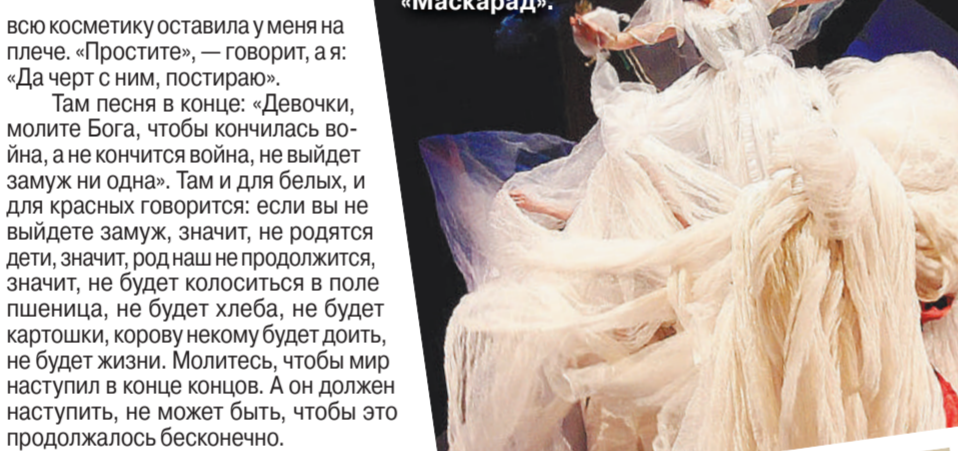 «Маскарад».
всю косметику оставила у меня на
плече. «Простите», — говорит, а я:
«Да черт с ним, постираю».
Там песня в конце: «Девочки,
молите Бога, чтобы кончилась во-
йна, а не кончится война, не выйдет
замуж ни одна». Там и для белых, и
для красных говорится: если вы не
выйдете замуж, значит, не родятся
дети, значит, род наш не продолжится,
значит, не будет колоситься в поле
пшеница, не будет хлеба, не будет
картошки, корову некому будет доить,
не будет жизни. Молитесь, чтобы мир
наступил в конце концов. А он должен
наступить, не может быть, чтобы это
продолжалось бесконечно.